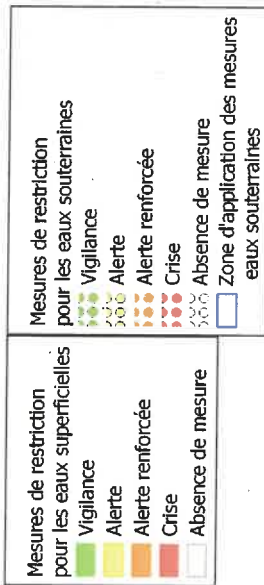 Mesures de restriction
pour les eaux superficielles
Vigilance
Alerte
Alerte renforcée
Crise
Absence de mesure
Mesures de restriction
pour les eaux souterraines
Vigilance
Alerte
Alerte renforcée
Crise
Absence de mesure
Zone d'application des mesures
eaux souterraines